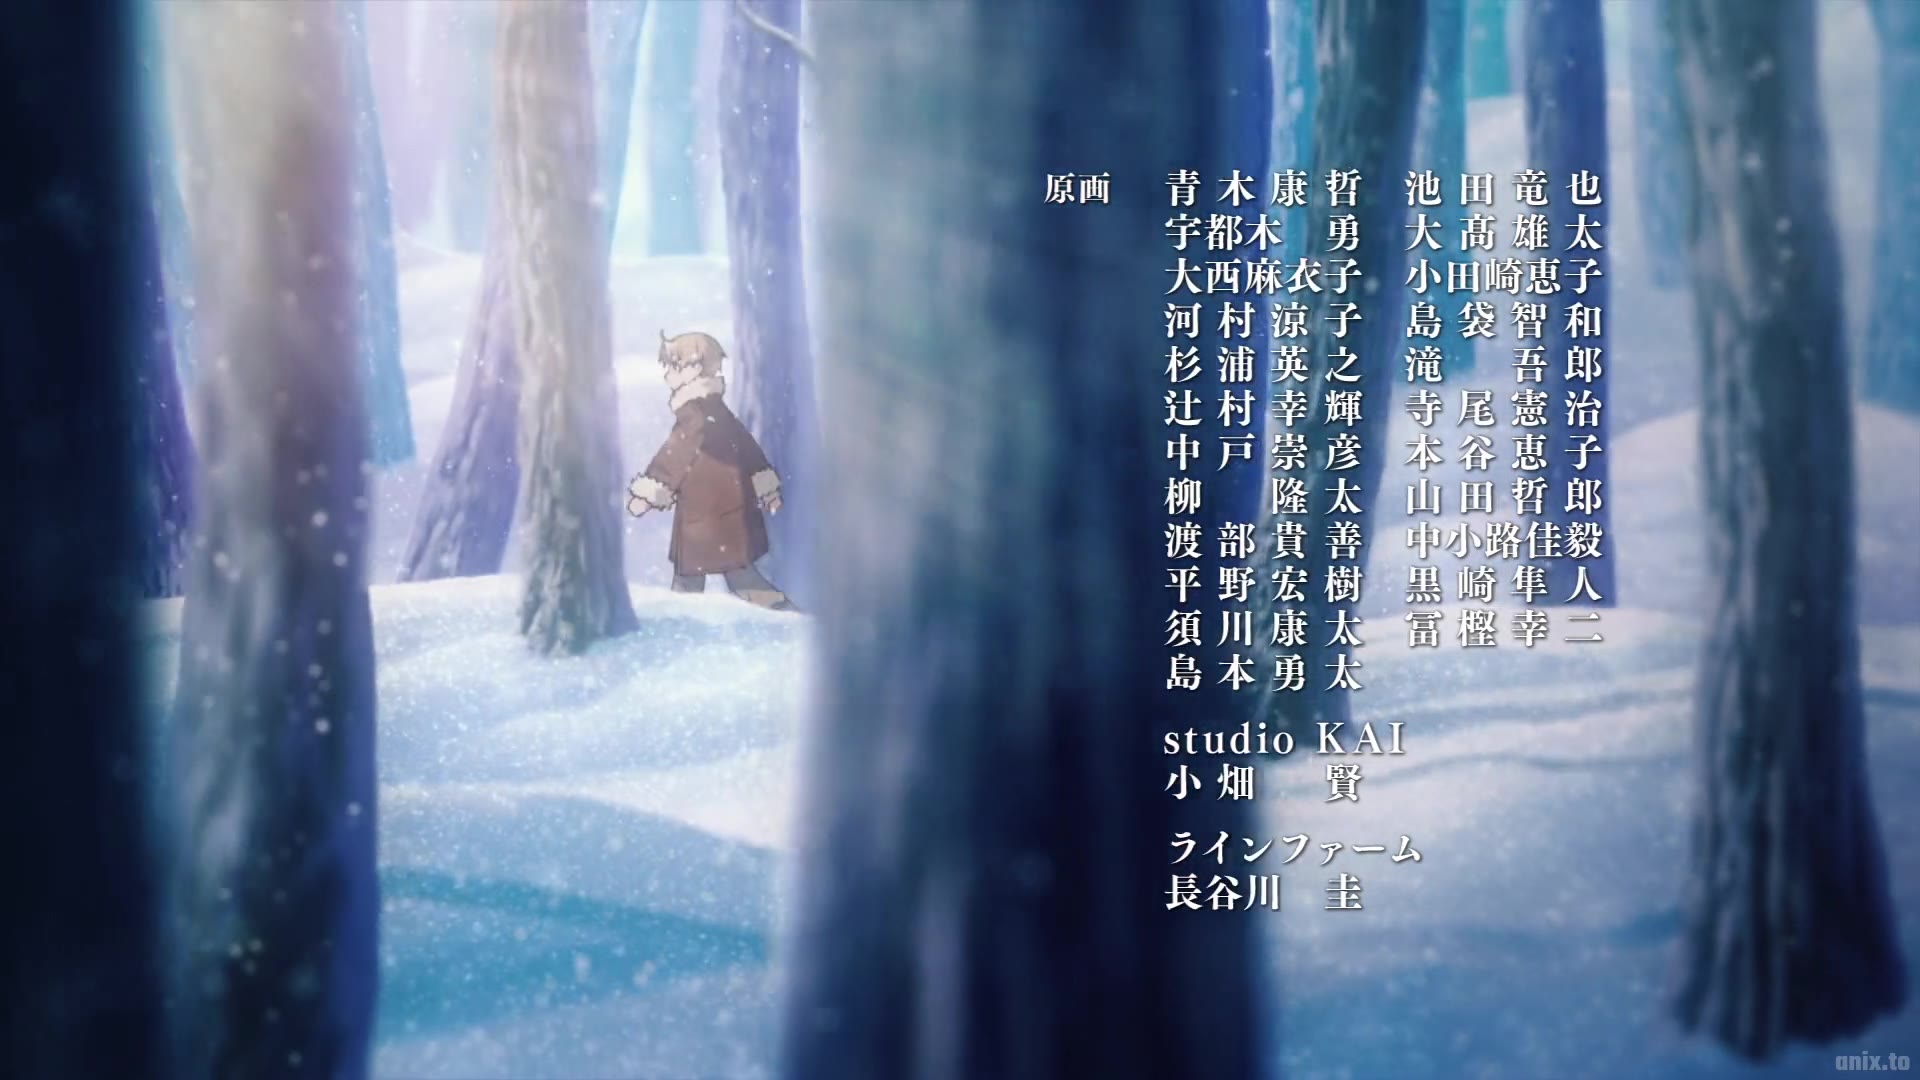 原画 青木康哲 池田竜也
宇都木 勇 大髙雄太
大西麻衣子 小田崎恵子
河村涼子 島袋智和
杉浦英之 滝 吾郎
辻村幸輝 寺尾憲治
中戸崇彦 本谷恵子
柳 隆太 山田哲郎
渡部貴善 中小路佳毅
平野宏樹 黒崎隼人
須川康太 冨樫幸二
島本勇太
studio KAI
小畑 賢
ラインファーム
長谷川 圭
anix.to